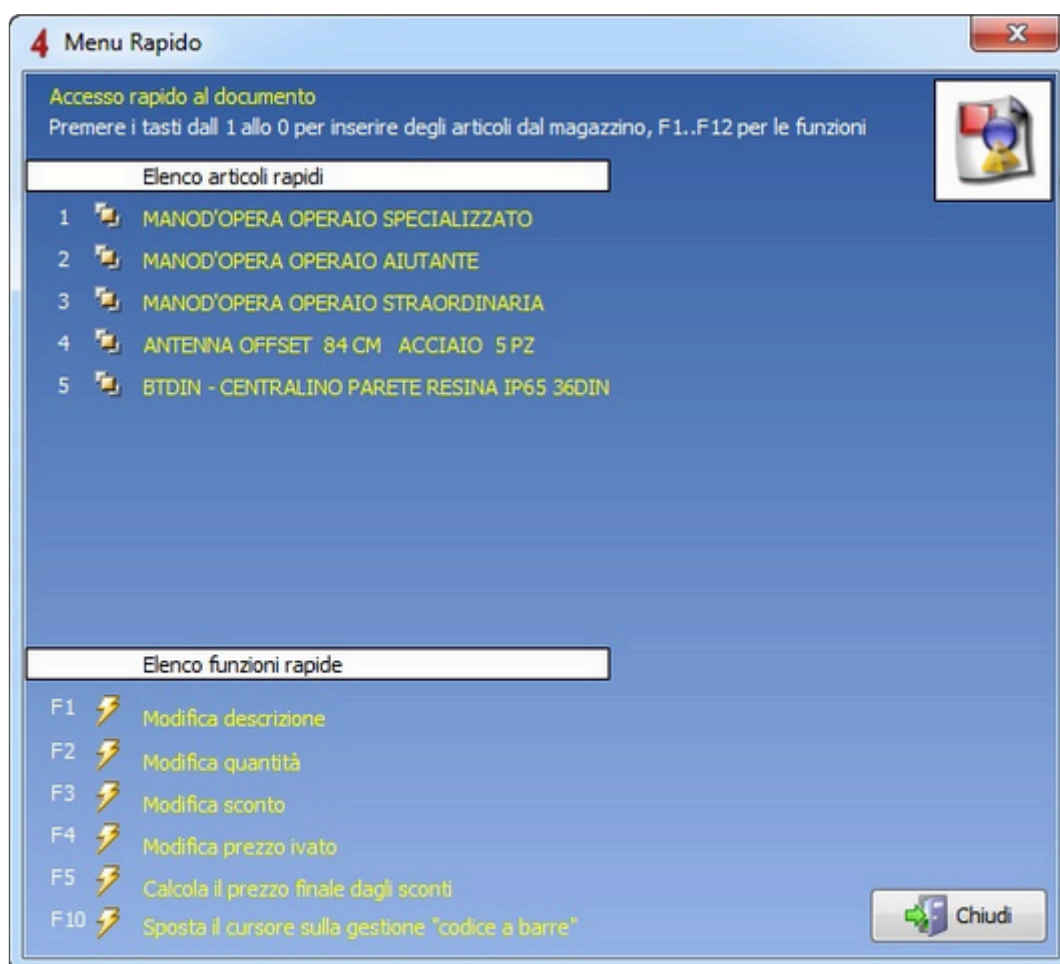 4 Menu Rapido
Accesso rapido al documento
Premere i tasti dall 1 allo 0 per inserire degli articoli dal magazzino, F1..F12 per le funzioni
Elenco articoli rapidi
1 MANOD'OPERA OPERAIO SPECIALIZZATO
2 MANOD'OPERA OPERAIO AIUTANTE
3 MANOD'OPERA OPERAIO STRAORDINARIA
4 ANTENNA OFFSET 84 CM ACCIAIO 5 PZ
5 BTDIN - CENTRALINO PARETE RESINA IP65 36DIN
Elenco funzioni rapide
F1 Modifica descrizione
F2 Modifica quantità
F3 Modifica sconto
F4 Modifica prezzo ivato
F5 Calcola il prezzo finale dagli sconti
F10 Sposta il cursore sulla gestione "codice a barre"
Chiudi